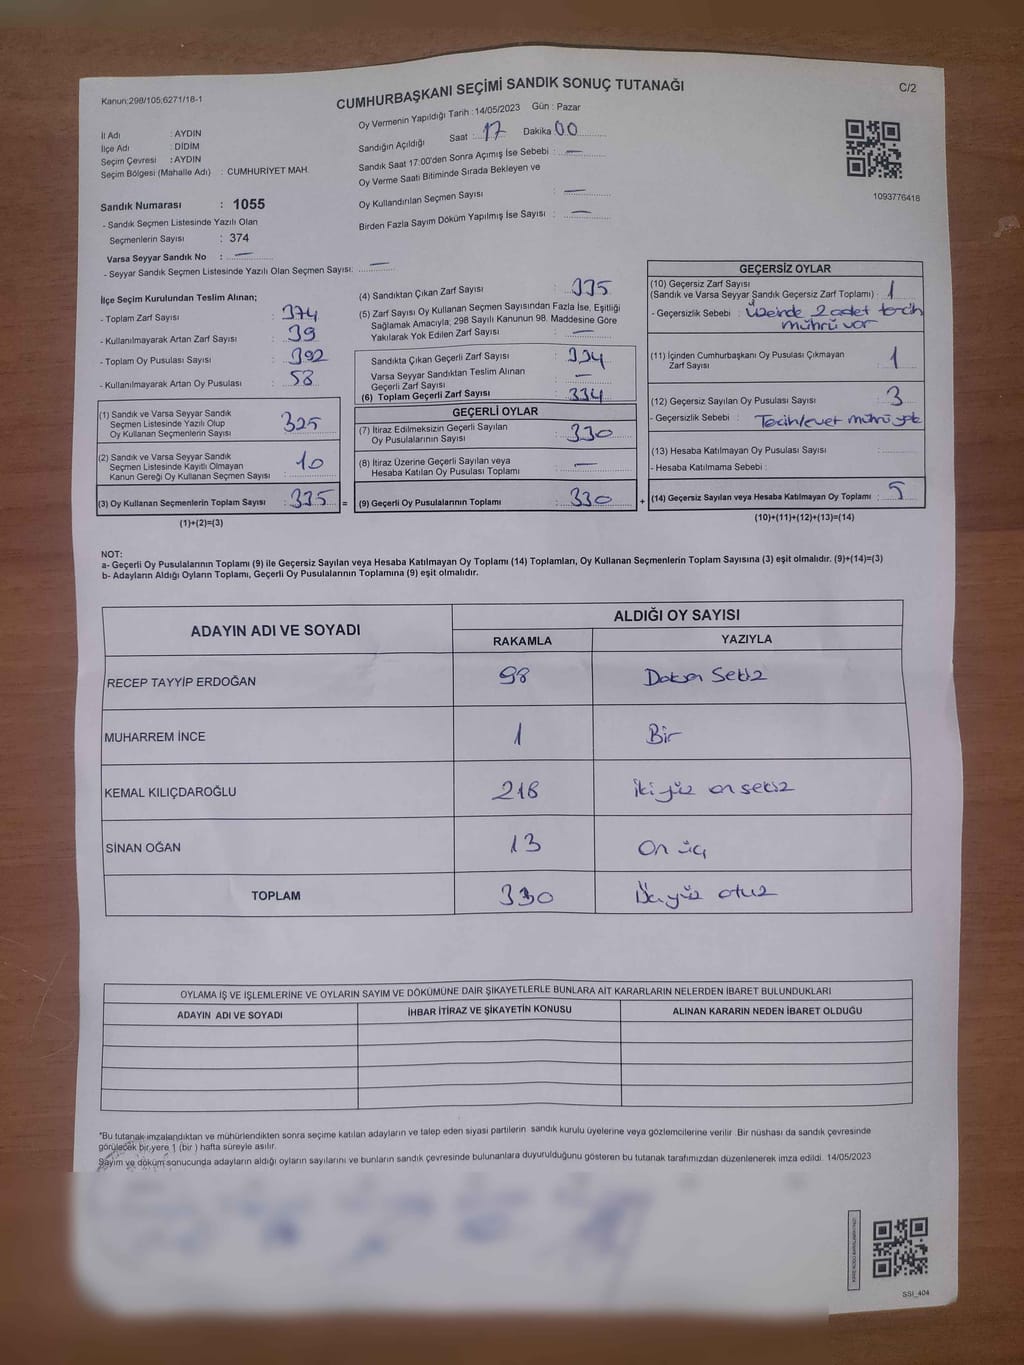 Kanun:298/105,6271/18-1
CUMHURBAŞKANI SEÇİMİ SANDIK SONUÇ TUTANAĞI
C/2
Oy Vermenin Yapıldığı Tarih : 14/05/2023 Gün : Pazar
İl Adı : AYDIN
İlçe Adı : DİDİM
Seçim Çevresi : AYDIN
Seçim Bölgesi (Mahalle Adı) : CUMHURİYET MAH.
Sandığın Açıldığı Saat : 17 Dakika 00
Sandık Saat 17:00'den Sonra Açımış İse Sebebi : —
Oy Verme Saati Bitiminde Sırada Bekleyen ve
Oy Kullandırılan Seçmen Sayısı : —
Birden Fazla Sayım Döküm Yapılmış İse Sayısı : —
1093776418
Sandık Numarası : 1055
- Sandık Seçmen Listesinde Yazılı Olan
Seçmenlerin Sayısı : 374
Varsa Seyyar Sandık No : —
- Seyyar Sandık Seçmen Listesinde Yazılı Olan Seçmen Sayısı: —
İlçe Seçim Kurulundan Teslim Alınan;
- Toplam Zarf Sayısı : 374
- Kullanılmayarak Artan Zarf Sayısı : 39
- Toplam Oy Pusulası Sayısı : 392
- Kullanılmayarak Artan Oy Pusulası : 58
(1) Sandık ve Varsa Seyyar Sandık
Seçmen Listesinde Yazılı Olup
Oy Kullanan Seçmenlerin Sayısı : 325
(2) Sandık ve Varsa Seyyar Sandık
Seçmen Listesinde Kayıtlı Olmayan
Kanun Gereği Oy Kullanan Seçmen Sayısı : 10
(3) Oy Kullanan Seçmenlerin Toplam Sayısı : 335 =
(1)+(2)=(3)
(4) Sandıktan Çıkan Zarf Sayısı : 335
(5) Zarf Sayısı Oy Kullanan Seçmen Sayısından Fazla İse, Eşitliği
Sağlamak Amacıyla, 298 Sayılı Kanunun 98. Maddesine Göre
Yakılarak Yok Edilen Zarf Sayısı : —
Sandıkta Çıkan Geçerli Zarf Sayısı : 334
Varsa Seyyar Sandıktan Teslim Alınan
Geçerli Zarf Sayısı : —
(6) Toplam Geçerli Zarf Sayısı : 334
GEÇERLİ OYLAR
(7) İtiraz Edilmeksizin Geçerli Sayılan
Oy Pusulalarının Sayısı : 330
(8) İtiraz Üzerine Geçerli Sayılan veya
Hesaba Katılan Oy Pusulası Toplamı : —
(9) Geçerli Oy Pusulalarının Toplamı : 330 +
GEÇERSİZ OYLAR
(10) Geçersiz Zarf Sayısı
(Sandık ve Varsa Seyyar Sandık Geçersiz Zarf Toplamı) : 1
- Geçersizlik Sebebi : Üzeinde 2 adet tercih
mührü var
(11) İçinden Cumhurbaşkanı Oy Pusulası Çıkmayan
Zarf Sayısı : 1
(12) Geçersiz Sayılan Oy Pusulası Sayısı : 3
- Geçersizlik Sebebi : Tecih/evet mührü yok
(13) Hesaba Katılmayan Oy Pusulası Sayısı :
- Hesaba Katılmama Sebebi :
(14) Geçersiz Sayılan veya Hesaba Katılmayan Oy Toplamı : 5
(10)+(11)+(12)+(13)=(14)
NOT:
a- Geçerli Oy Pusulalarının Toplamı (9) ile Geçersiz Sayılan veya Hesaba Katılmayan Oy Toplamı (14) Toplamları, Oy Kullanan Seçmenlerin Toplam Sayısına (3) eşit olmalıdır. (9)+(14)=(3)
b- Adayların Aldığı Oyların Toplamı, Geçerli Oy Pusulalarının Toplamına (9) eşit olmalıdır.
ADAYIN ADI VE SOYADI
ALDIĞI OY SAYISI
RAKAMLA YAZIYLA
RECEP TAYYİP ERDOĞAN 98 Doksan Sekiz
MUHARREM İNCE 1 Bir
KEMAL KILIÇDAROĞLU 218 İki yüz on sekiz
SİNAN OĞAN 13 On üç
TOPLAM 330 Üç yüz otuz
OYLAMA İŞ VE İŞLEMLERİNE VE OYLARIN SAYIM VE DÖKÜMÜNE DAİR ŞİKAYETLERLE BUNLARA AİT KARARLARIN NELERDEN İBARET BULUNDUKLARI
ADAYIN ADI VE SOYADI İHBAR İTİRAZ VE ŞİKAYETİN KONUSU ALINAN KARARIN NEDEN İBARET OLDUĞU
*Bu tutanak imzalandıktan ve mühürlendikten sonra seçime katılan adayların ve talep eden siyasi partilerin sandık kurulu üyelerine veya gözlemcilerine verilir .Bir nüshası da sandık çevresinde
görülecek bir yere 1 (bir ) hafta süreyle asılır.
Sayım ve döküm sonucunda adayların aldığı oyların sayılarını ve bunların sandık çevresinde bulunanlara duyurulduğunu gösteren bu tutanak tarafımızdan düzenlenerek imza edildi. 14/05/2023
SSI_404